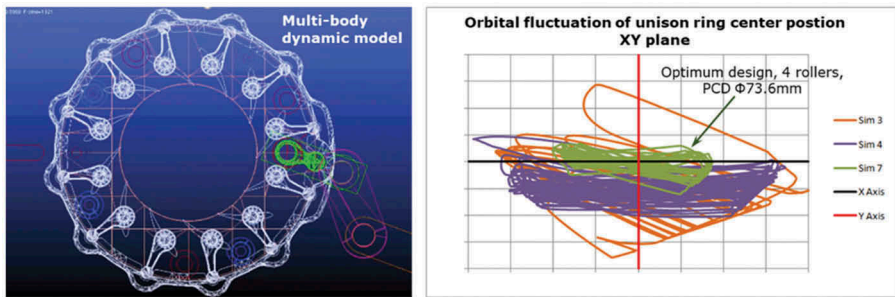 Multi-body
dynamic model
Orbital fluctuation of unison ring center postion
XY plane
Optimum design, 4 rollers,
PCD Φ73.6mm
Sim 3
Sim 4
Sim 7
X Axis
Y Axis